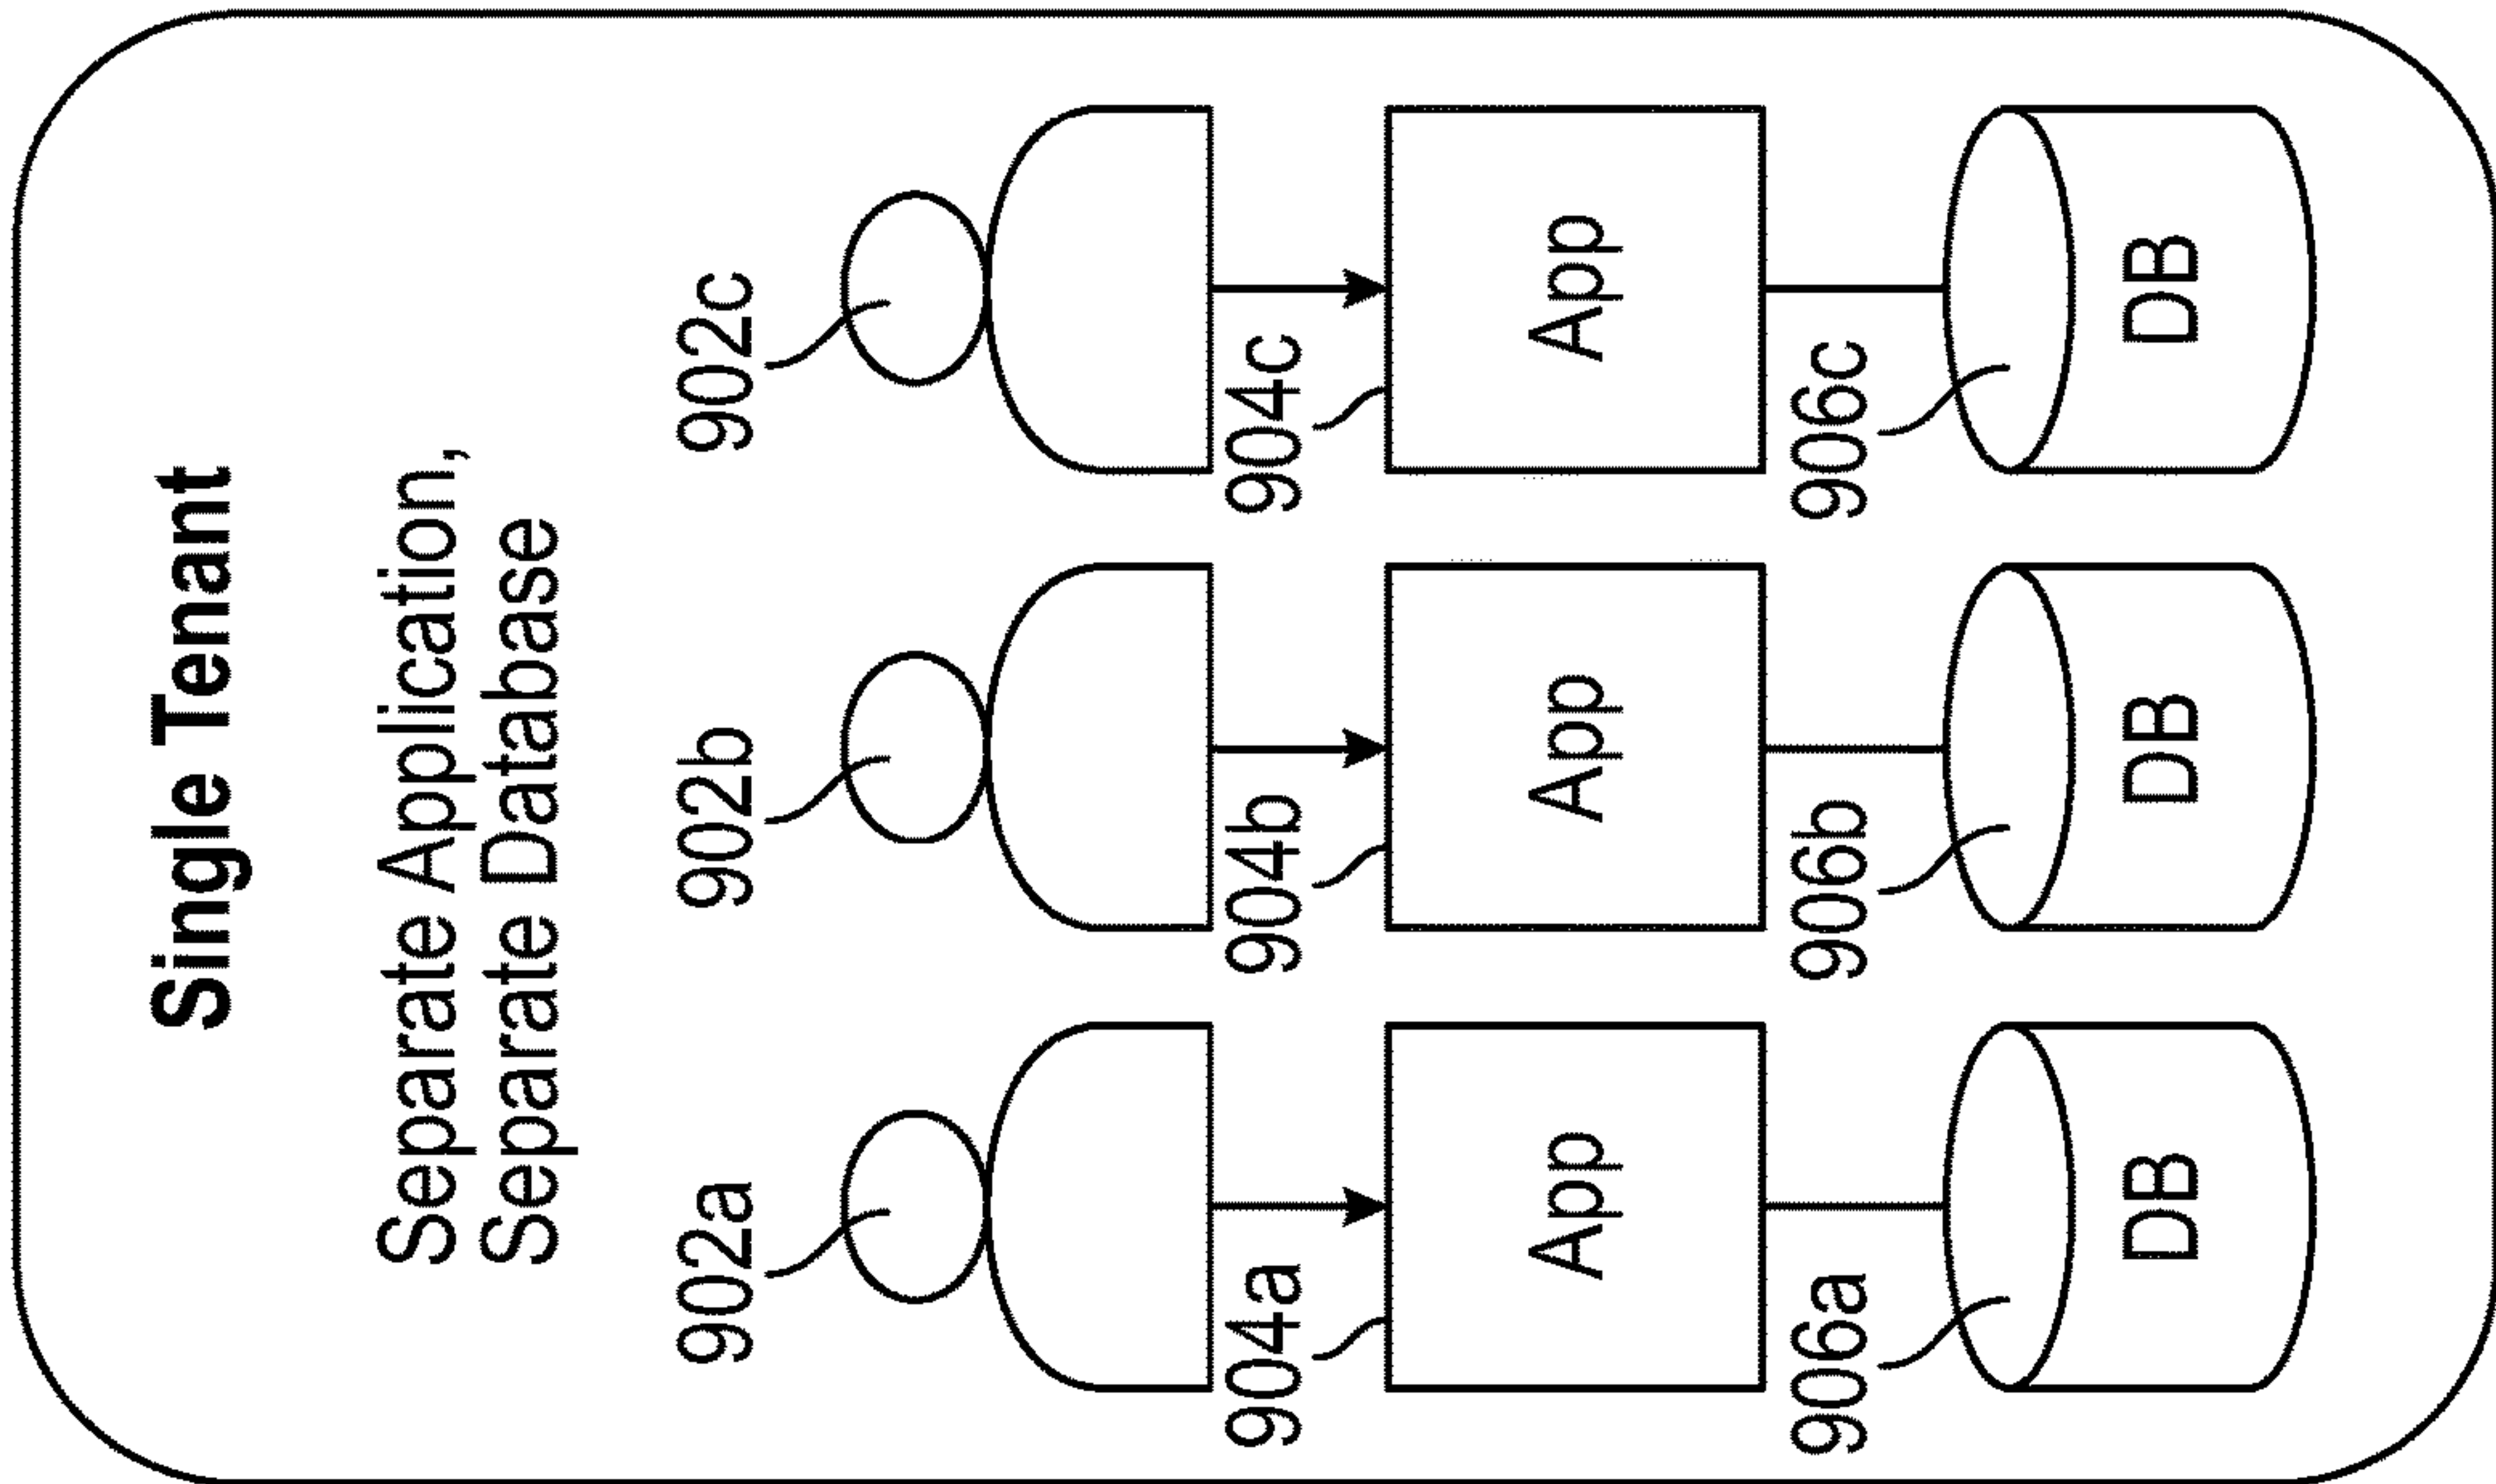 Single Tenant
Separate Application,
Separate Database
902a
902b
902c
904a
904b
904c
App
App
App
906a
906b
906c
DB
DB
DB